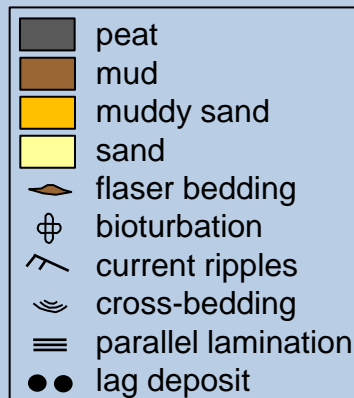 peat
mud
muddy sand
sand
flaser bedding
bioturbation
current ripples
cross-bedding
parallel lamination
lag deposit